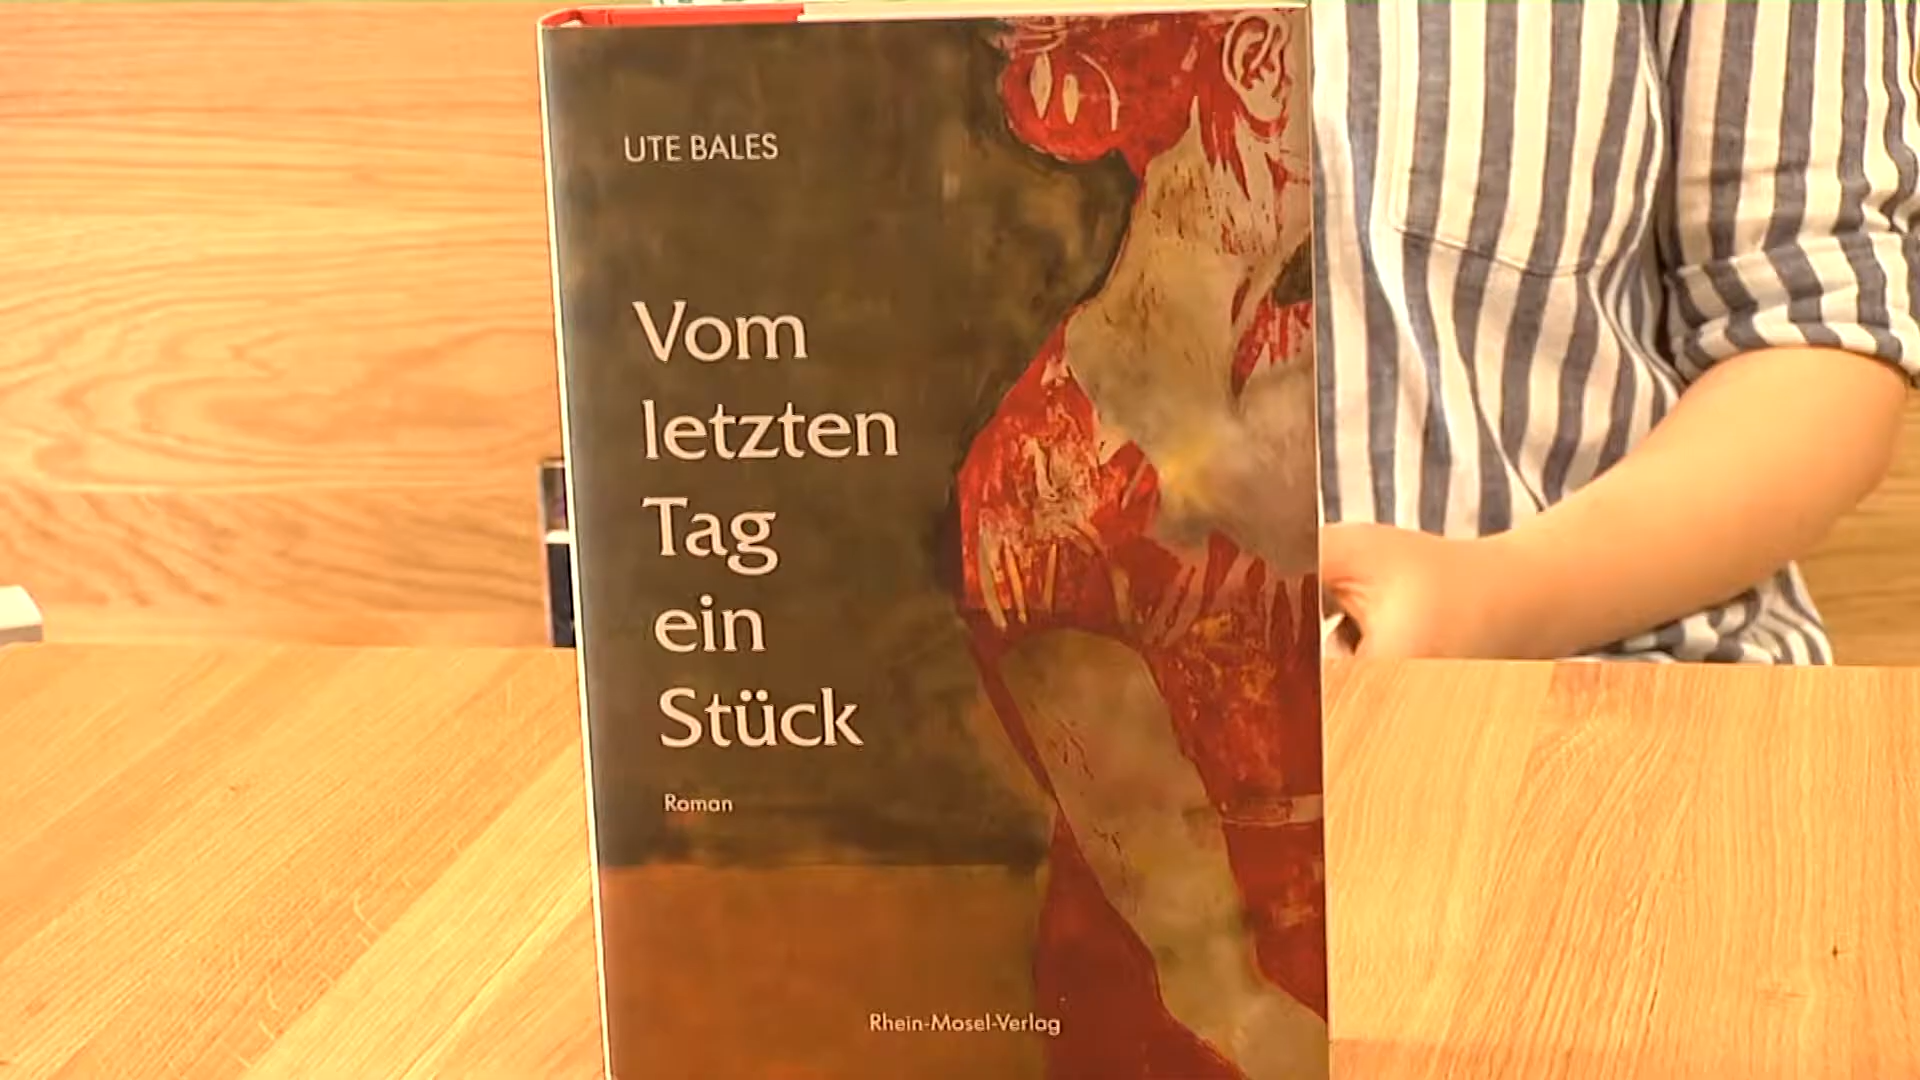 UTE BALES
Vom
letzten
Tag
ein
Stück
Roman
Rhein-Mosel-Verlag